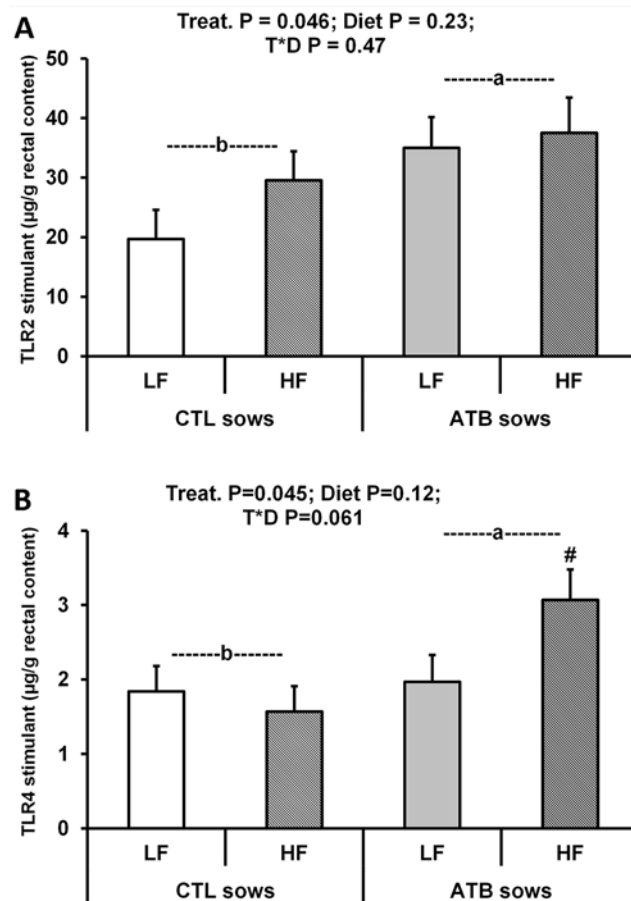 A
Treat. P = 0.046; Diet P = 0.23;
T*D P = 0.47
TLR2 stimulant (µg/g rectal content)
50
40
30
20
10
0
------b------
------a------
LF
HF
LF
HF
CTL sows
ATB sows
B
Treat. P=0.045; Diet P=0.12;
T*D P=0.061
TLR4 stimulant (µg/g rectal content)
4
3
2
1
0
------b------
------a------
#
LF
HF
LF
HF
CTL sows
ATB sows